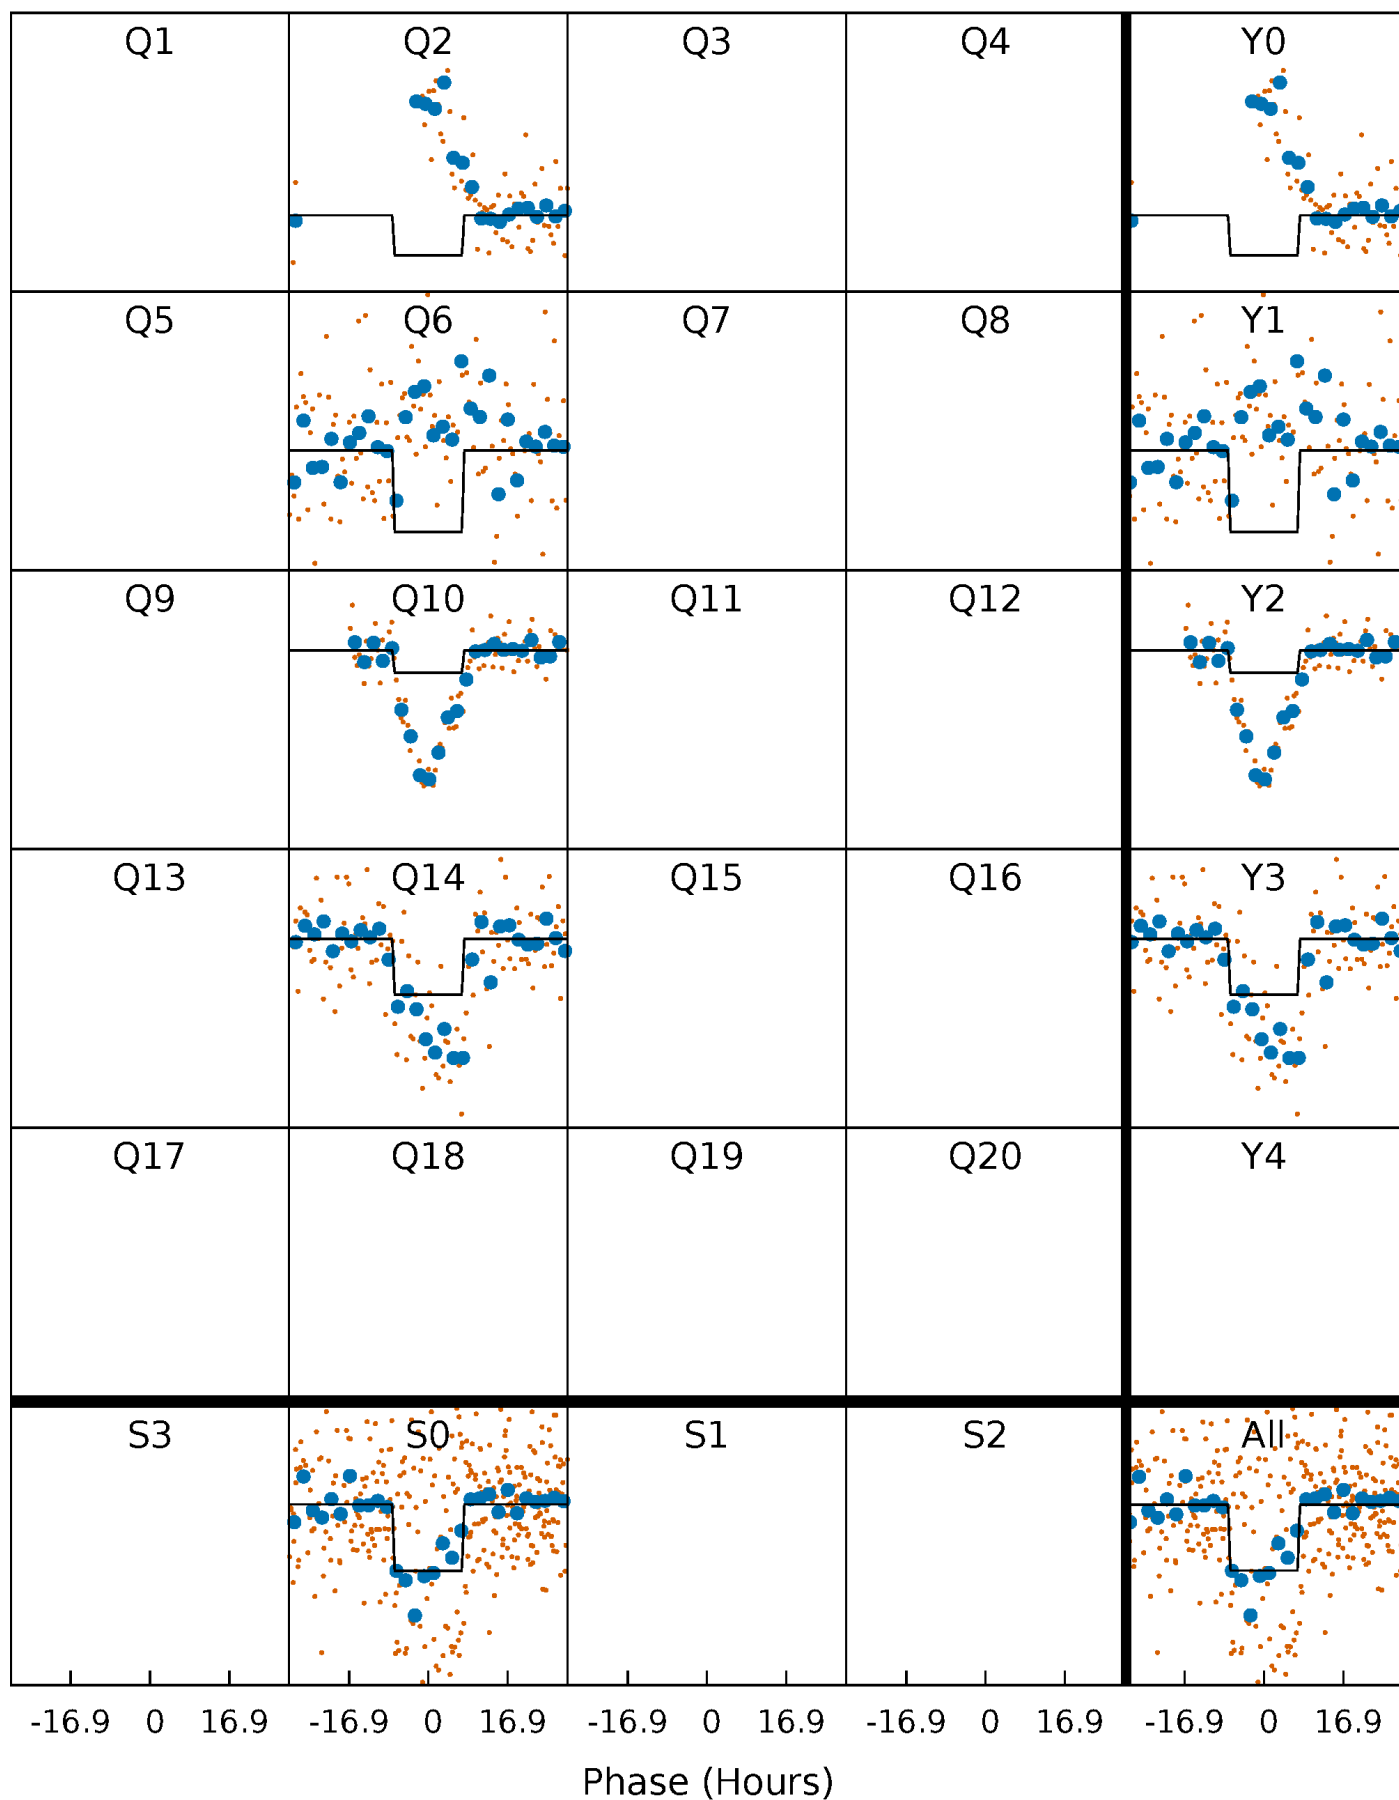 Q1 Q2 Q3 Q4 Y0
Q5 Q6 Q7 Q8 Y1
Q9 Q10 Q11 Q12 Y2
Q13 Q14 Q15 Q16 Y3
Q17 Q18 Q19 Q20 Y4
S3 S0 S1 S2 All
-16.9 0 16.9 -16.9 0 16.9 -16.9 0 16.9 -16.9 0 16.9 -16.9 0 16.9
Phase (Hours)